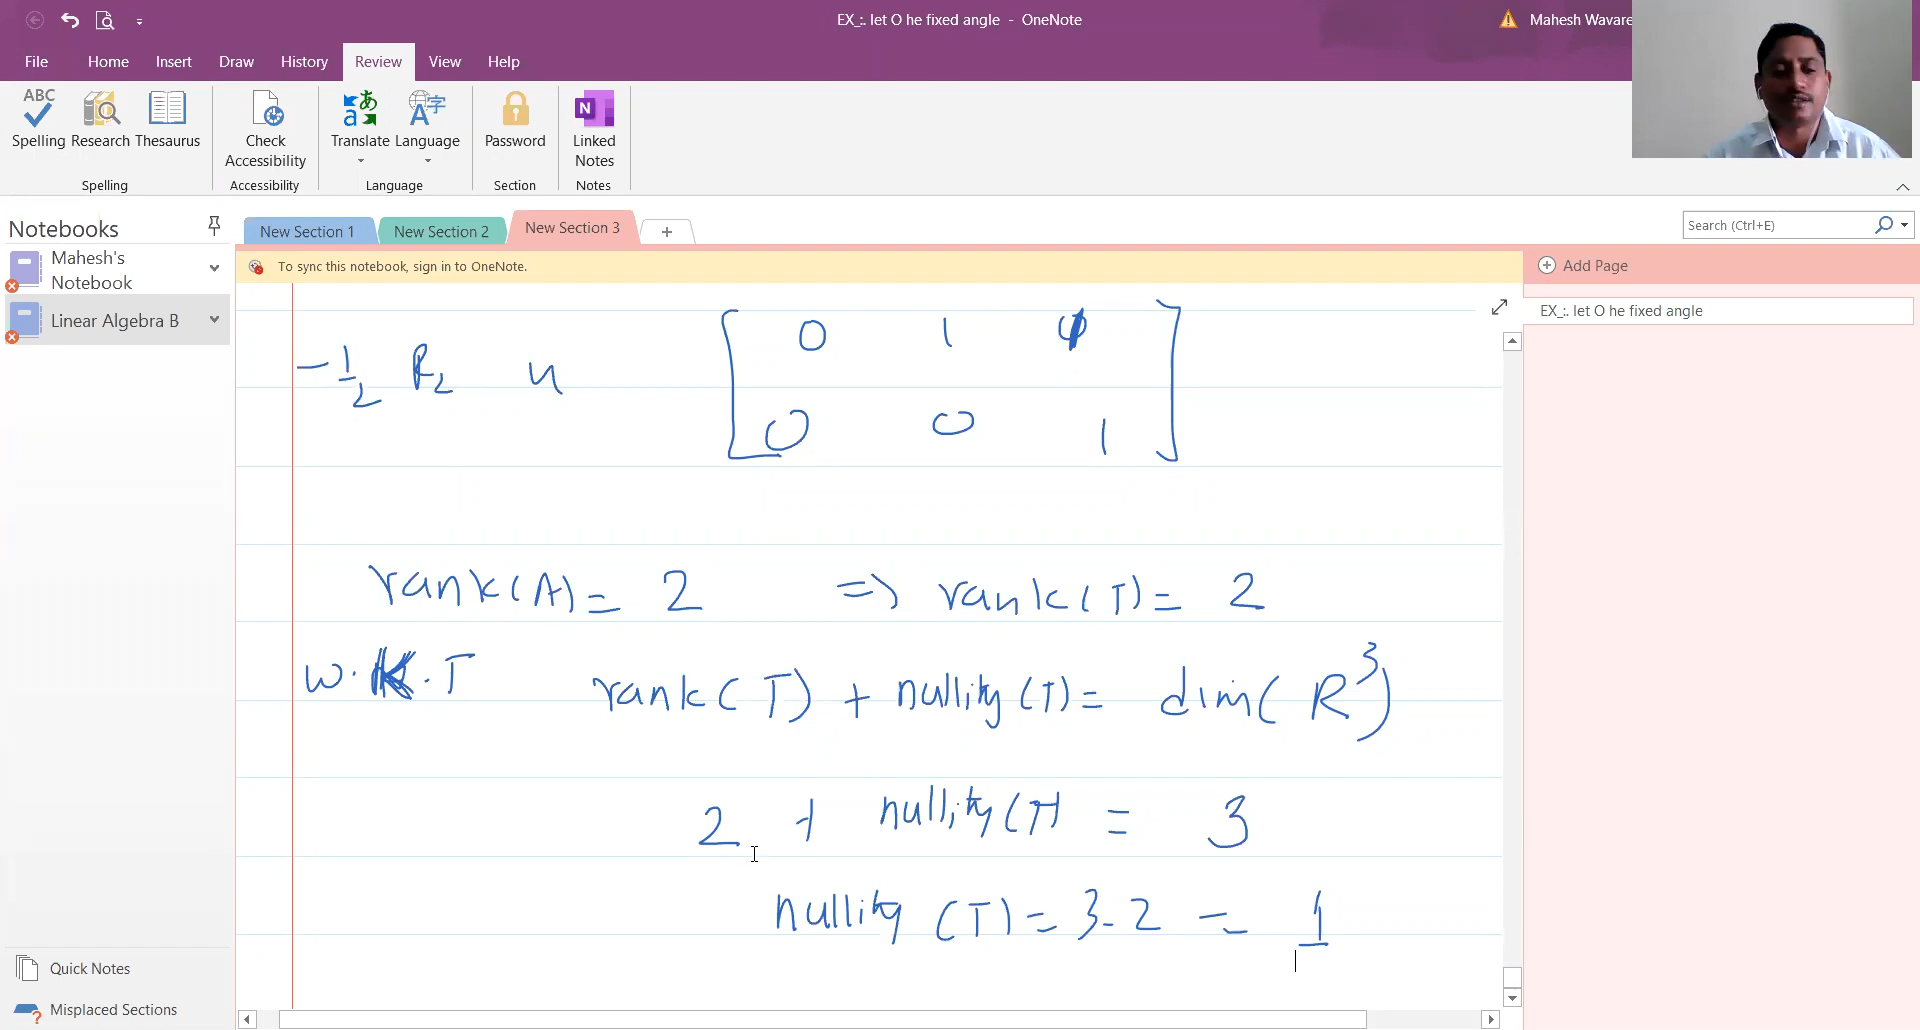 EX_:. let O he fixed angle - OneNote
Mahesh Wavare
File Home Insert Draw History Review View Help
ABC
Spelling Research Thesaurus Check Accessibility Translate Language Password Linked Notes
Spelling Accessibility Language Section Notes
Notebooks
Mahesh's Notebook
Linear Algebra B
New Section 1 New Section 2 New Section 3 +
Search (Ctrl+E)
To sync this notebook, sign in to OneNote.
Add Page
EX_:. let O he fixed angle
0 1
-1/2 R2
0 0 1
rank(A) = 2 => rank(T) = 2
W.K.T rank(T) + nullity(T) = dim(R^3)
2 + nullity(T) = 3
nullity (T) = 3-2 = 1
Quick Notes
Misplaced Sections